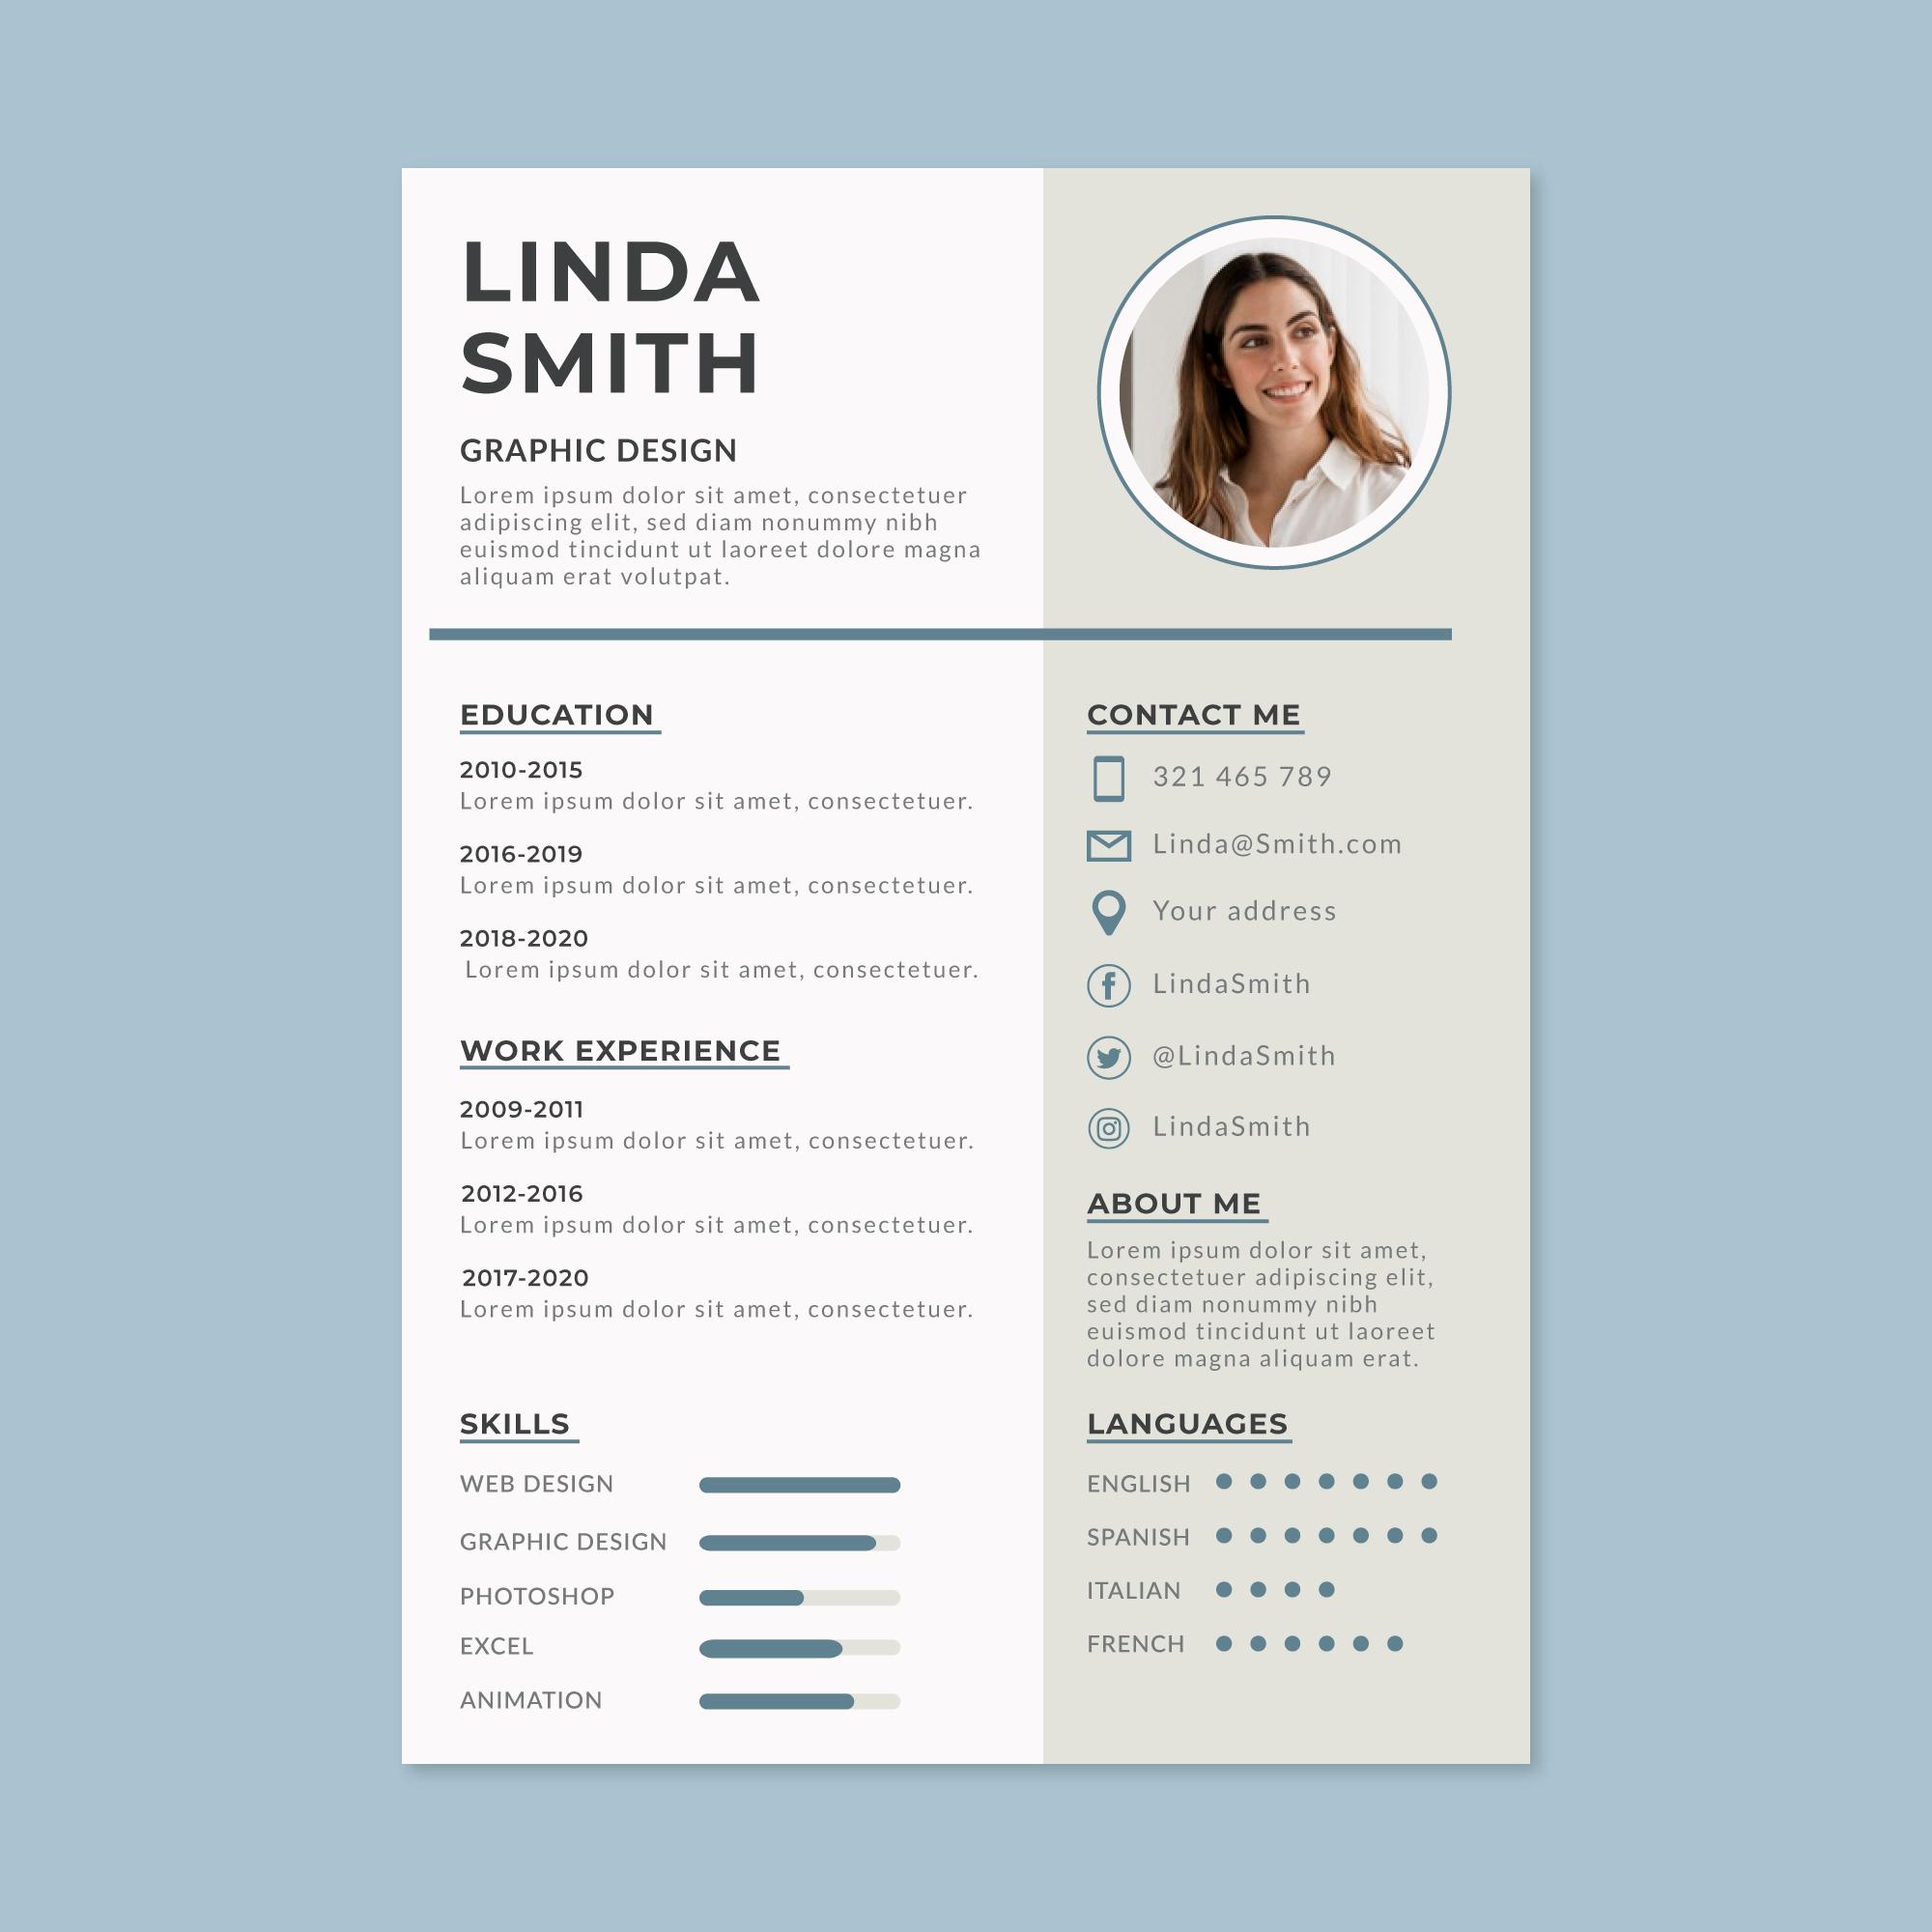 LINDA
SMITH
GRAPHIC DESIGN
Lorem ipsum dolor sit amet, consectetuer
adipiscing elit, sed diam nonummy nibh
euismod tincidunt ut laoreet dolore magna
aliquam erat volutpat.
EDUCATION
2010-2015
Lorem ipsum dolor sit amet, consectetuer.
2016-2019
Lorem ipsum dolor sit amet, consectetuer.
2018-2020
Lorem ipsum dolor sit amet, consectetuer.
WORK EXPERIENCE
2009-2011
Lorem ipsum dolor sit amet, consectetuer.
2012-2016
Lorem ipsum dolor sit amet, consectetuer.
2017-2020
Lorem ipsum dolor sit amet, consectetuer.
SKILLS
WEB DESIGN
GRAPHIC DESIGN
PHOTOSHOP
EXCEL
ANIMATION
CONTACT ME
321 465 789
Linda@Smith.com
Your address
LindaSmith
@LindaSmith
LindaSmith
ABOUT ME
Lorem ipsum dolor sit amet,
consectetuer adipiscing elit,
sed diam nonummy nibh
euismod tincidunt ut laoreet
dolore magna aliquam erat.
LANGUAGES
ENGLISH
SPANISH
ITALIAN
FRENCH